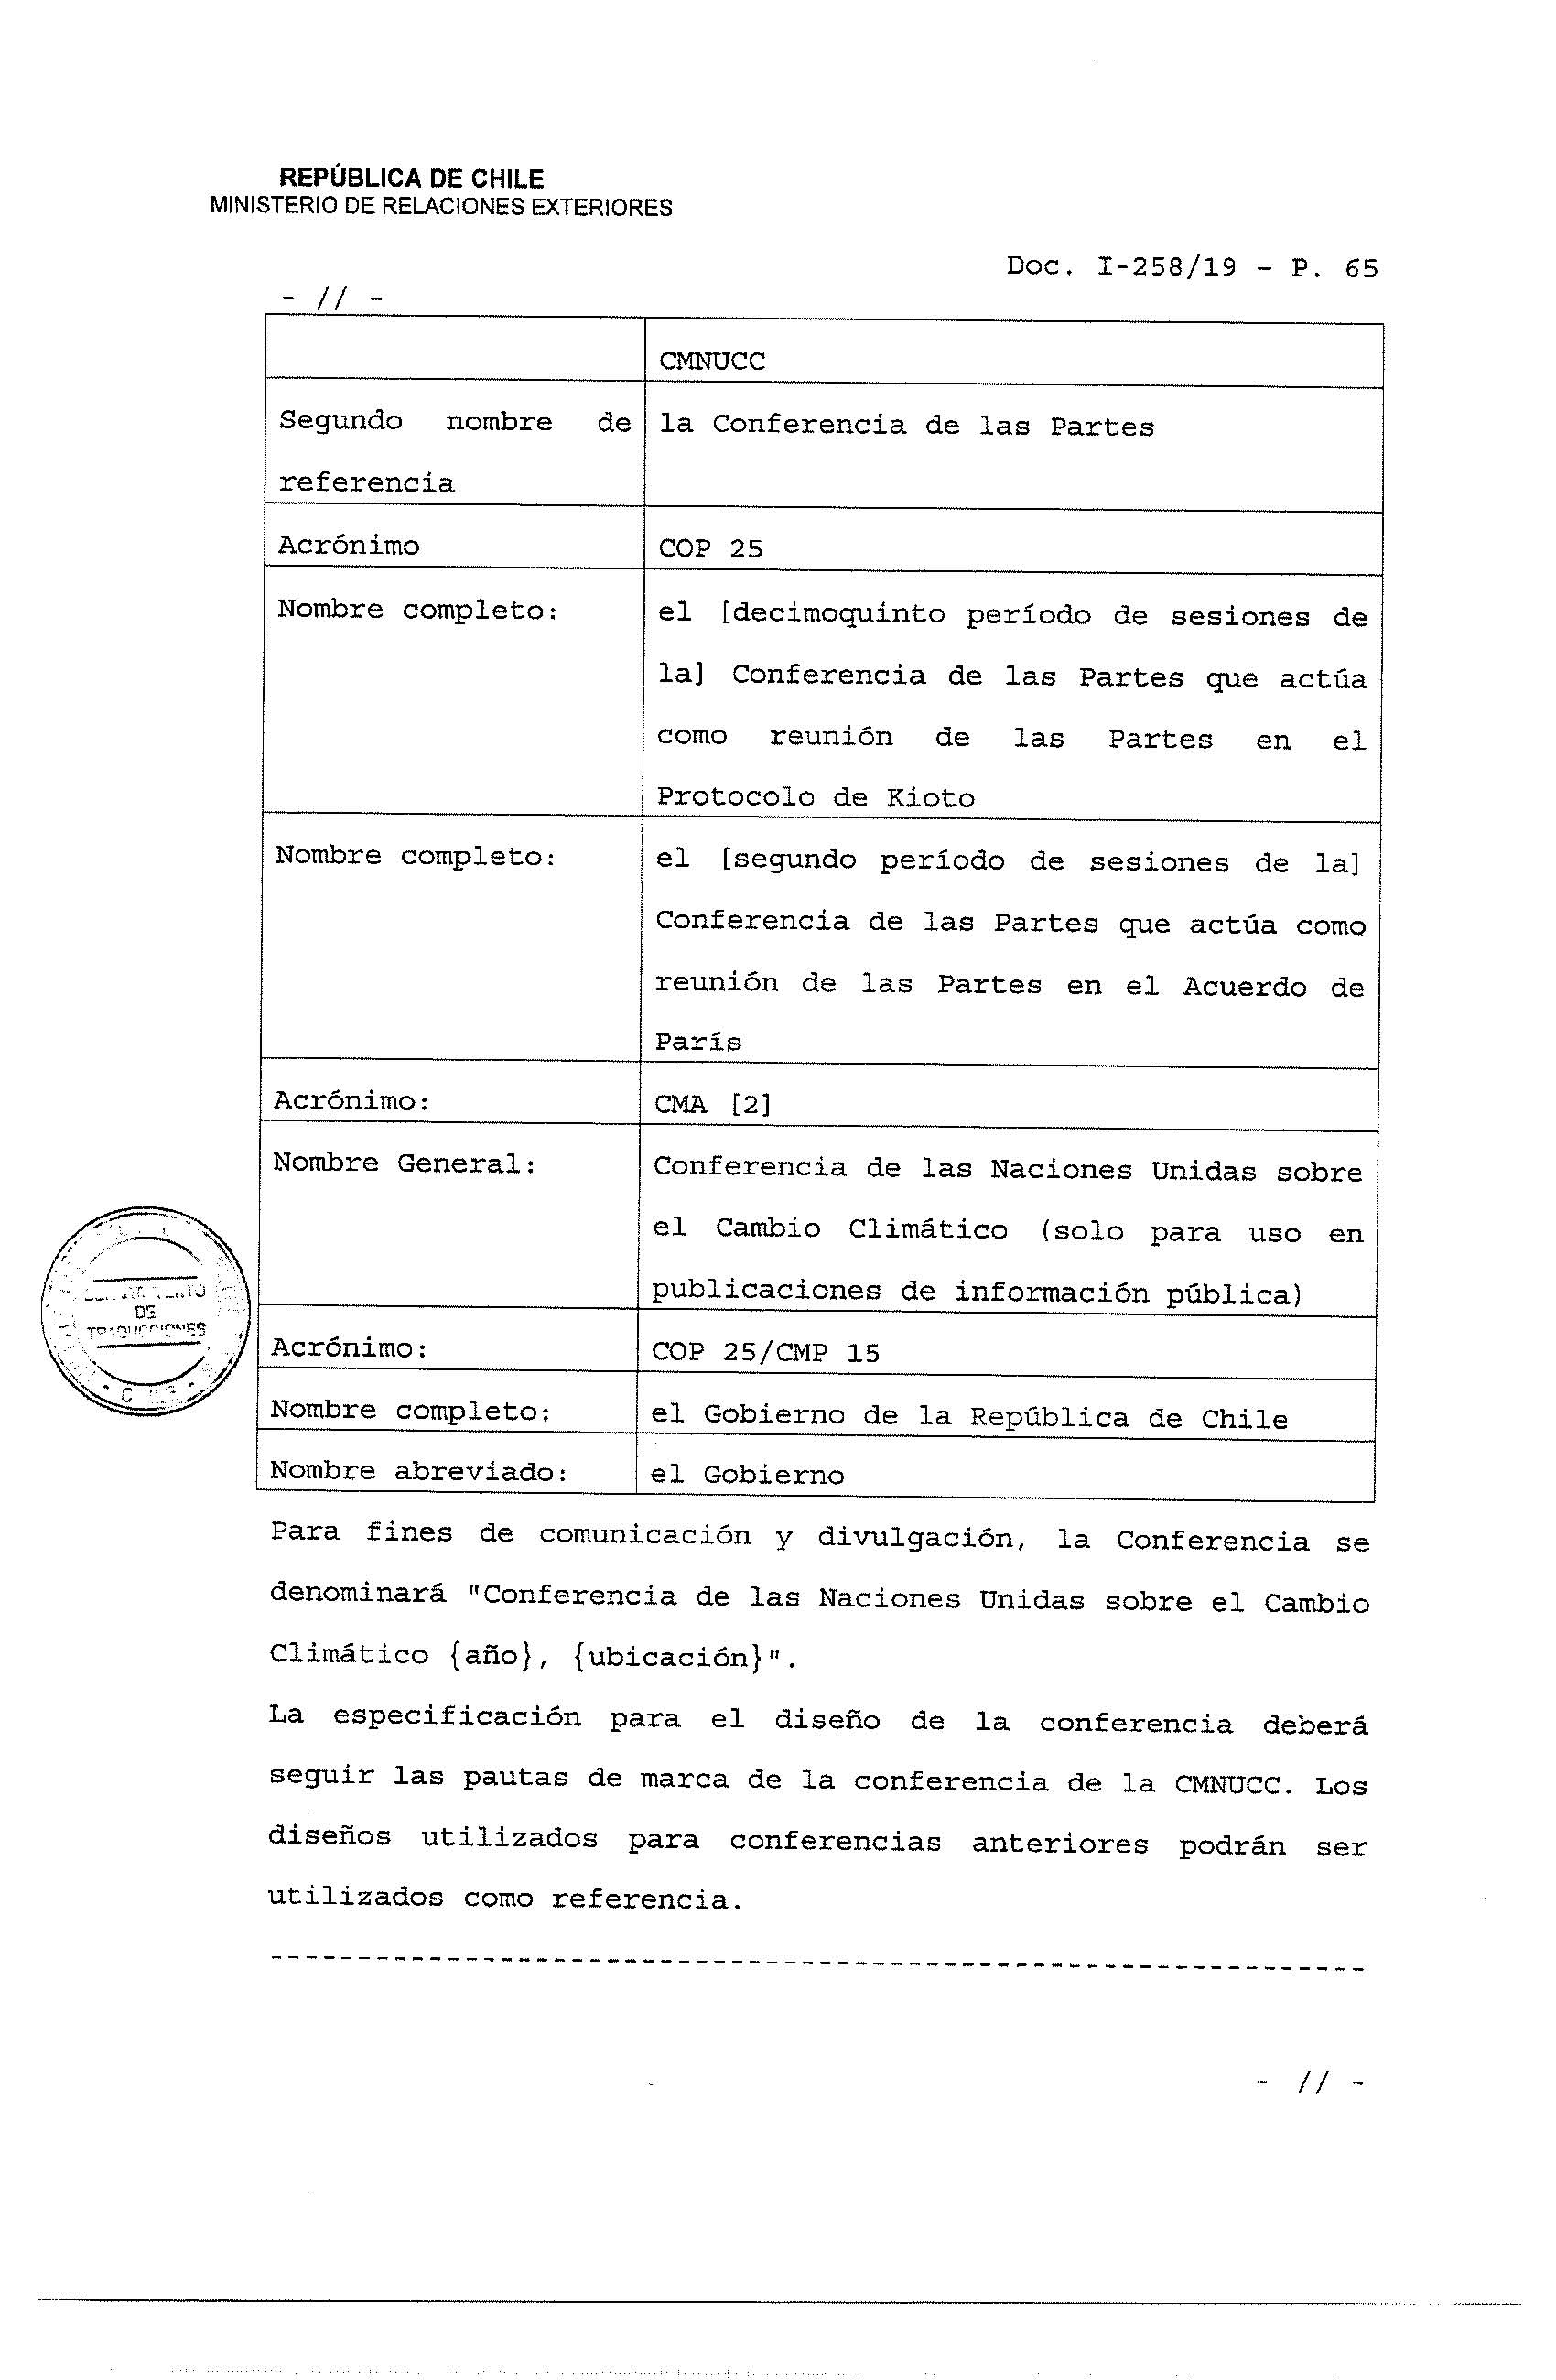 REPÚBLICA DE CHILE
MINISTERIO DE RELACIONES EXTERIORES
Doc. I-258/19 - P. 65
- // -
CMNUCC
Segundo nombre de
referencia
la Conferencia de las Partes
Acrónimo
COP 25
Nombre completo:
el [decimoquinto período de sesiones de
la] Conferencia de las Partes que actúa
como reunión de las Partes en el
Protocolo de Kioto
Nombre completo:
el [segundo período de sesiones de la]
Conferencia de las Partes que actúa como
reunión de las Partes en el Acuerdo de
París
Acrónimo:
CMA [2]
Nombre General:
Conferencia de las Naciones Unidas sobre
el Cambio Climático (solo para uso en
publicaciones de información pública)
Acrónimo:
COP 25/CMP 15
Nombre completo:
el Gobierno de la República de Chile
Nombre abreviado:
el Gobierno
DE
TRADUCCIONES
Para fines de comunicación y divulgación, la Conferencia se
denominará "Conferencia de las Naciones Unidas sobre el Cambio
Climático {año}, {ubicación}".
La especificación para el diseño de la conferencia deberá
seguir las pautas de marca de la conferencia de la CMNUCC. Los
diseños utilizados para conferencias anteriores podrán ser
utilizados como referencia.
- // -